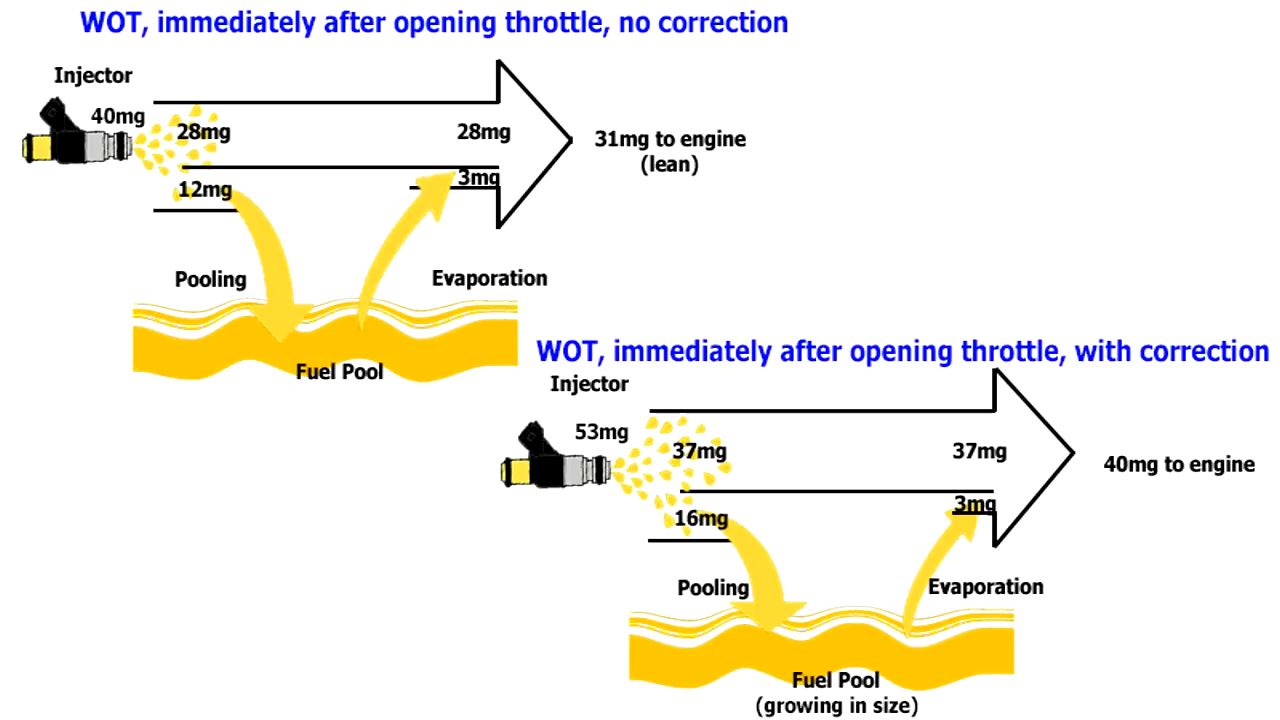 WOT, immediately after opening throttle, no correction
Injector
40mg
28mg
28mg
31mg to engine
(lean)
12mg
3mg
Pooling
Evaporation
Fuel Pool
WOT, immediately after opening throttle, with correction
Injector
53mg
37mg
37mg
40mg to engine
16mg
3mg
Pooling
Evaporation
Fuel Pool
(growing in size)